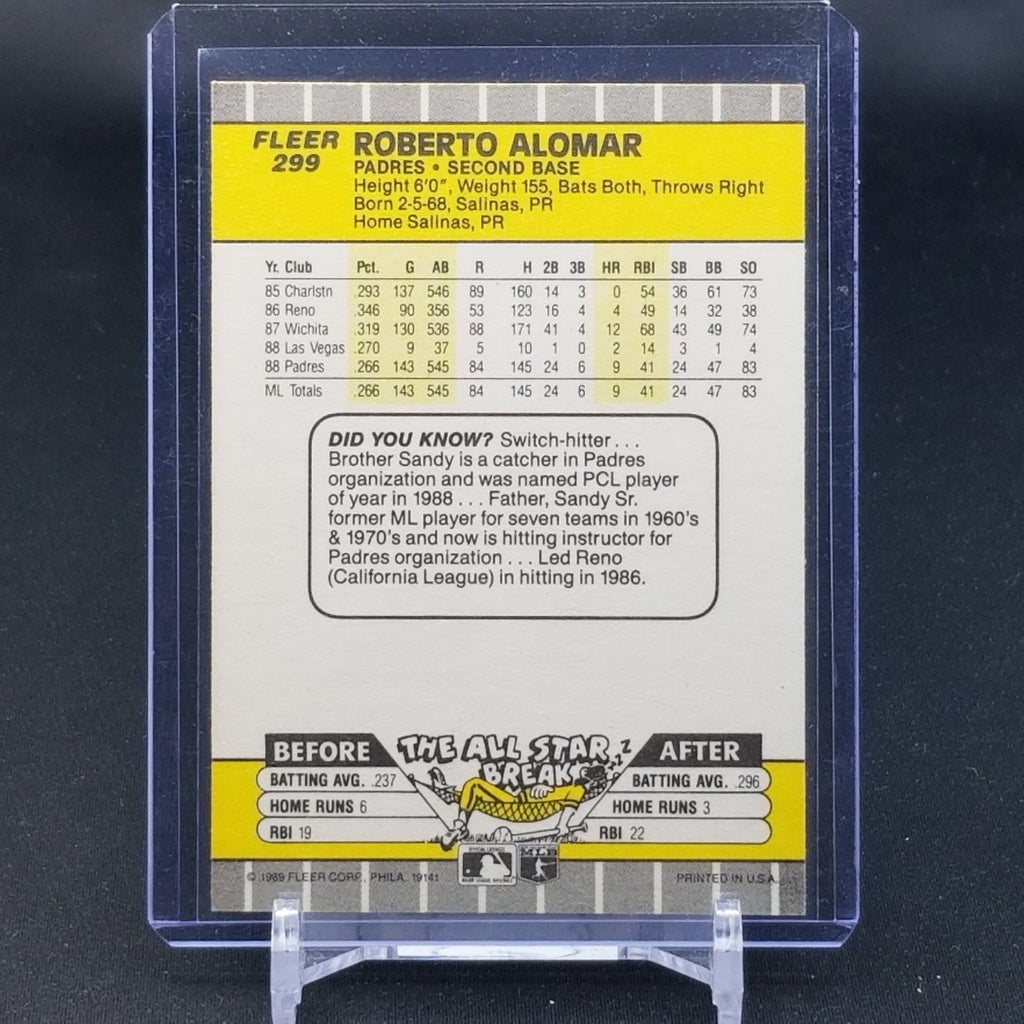 FLEER
299
ROBERTO ALOMAR
PADRES • SECOND BASE
Height 6'0", Weight 155, Bats Both, Throws Right
Born 2-5-68, Salinas, PR
Home Salinas, PR
Yr. Club Pct. G AB R H 2B 3B HR RBI SB BB SO
85 Charlstn .293 137 546 89 160 14 3 0 54 36 61 73
86 Reno .346 90 356 53 123 16 4 4 49 14 32 38
87 Wichita .319 130 536 88 171 41 4 12 68 43 49 74
88 Las Vegas .270 9 37 5 10 1 0 2 14 3 1 4
88 Padres .266 143 545 84 145 24 6 9 41 24 47 83
ML Totals .266 143 545 84 145 24 6 9 41 24 47 83
DID YOU KNOW? Switch-hitter . . .
Brother Sandy is a catcher in Padres
organization and was named PCL player
of year in 1988 . . . Father, Sandy Sr.
former ML player for seven teams in 1960's
& 1970's and now is hitting instructor for
Padres organization . . . Led Reno
(California League) in hitting in 1986.
BEFORE THE ALL STAR BREAK AFTER
BATTING AVG. .237 BATTING AVG. .296
HOME RUNS 6 HOME RUNS 3
RBI 19 RBI 22
MLB
© 1989 FLEER CORP., PHILA. 19141 PRINTED IN U.S.A.